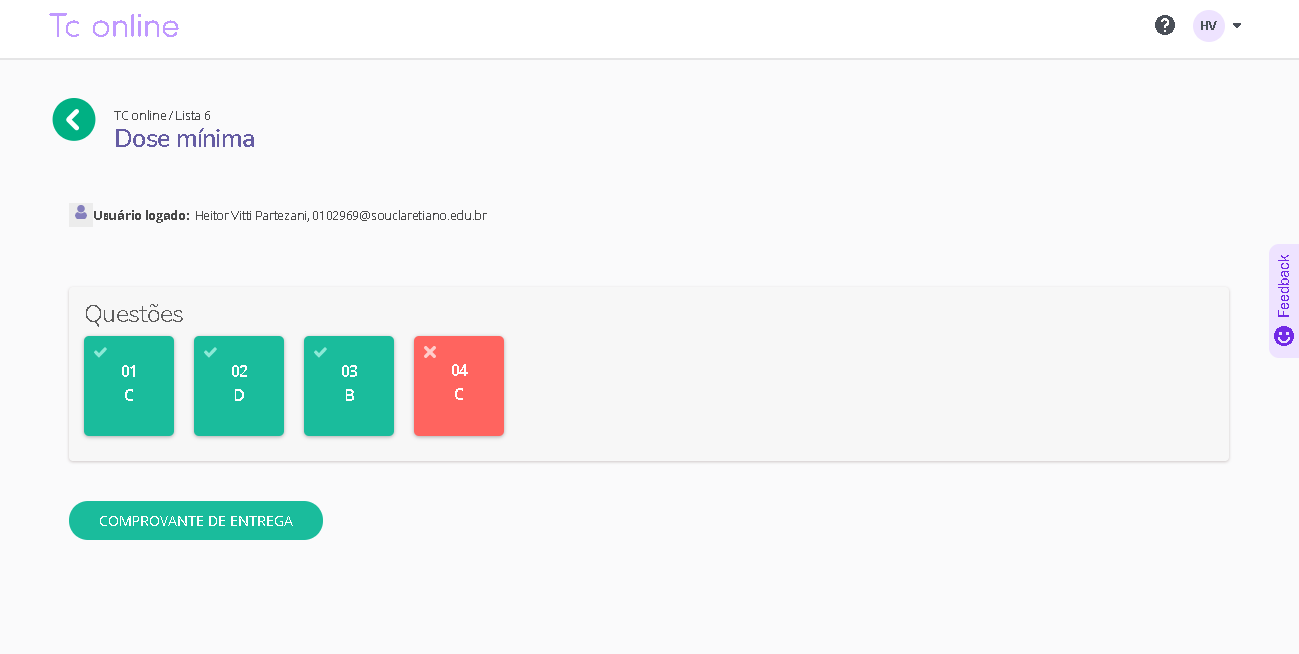 Tc online
HV
TC online / Lista 6
Dose mínima
Usuário logado: Heitor Vitti Partezani, 0102969@souclaretiano.edu.br
Feedback
Questões
01 02 03 04
C D B C
COMPROVANTE DE ENTREGA